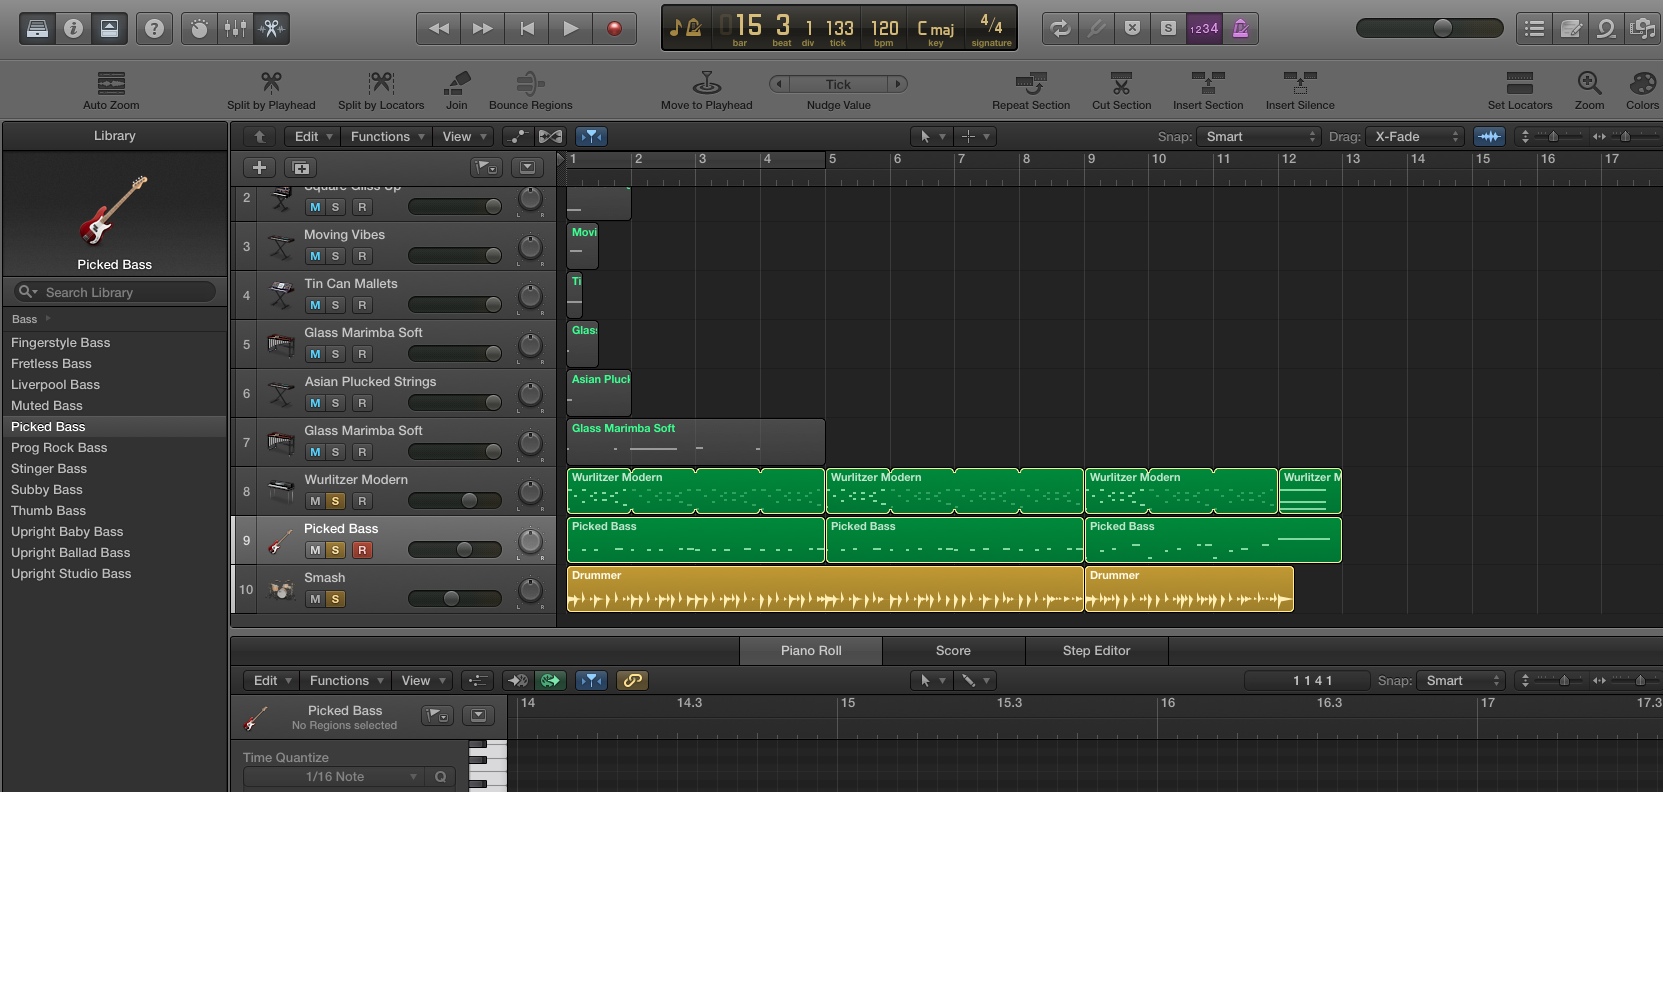 15 3 1 133 120 C maj 4/4
bar beat div tick bpm key signature
1234
S
Auto Zoom Split by Playhead Split by Locators Join Bounce Regions Move to Playhead Tick Nudge Value Repeat Section Cut Section Insert Section Insert Silence Set Locators Zoom Colors
Library
Edit Functions View Snap: Smart Drag: X-Fade
1 2 3 4 5 6 7 8 9 10 11 12 13 14 15 16 17
Picked Bass
Search Library
Bass
Fingerstyle Bass
Fretless Bass
Liverpool Bass
Muted Bass
Picked Bass
Prog Rock Bass
Stinger Bass
Subby Bass
Thumb Bass
Upright Baby Bass
Upright Ballad Bass
Upright Studio Bass
2 Square Gliss Up
M S R
L R
3 Moving Vibes Movi
M S R
L R
4 Tin Can Mallets Ti
M S R
L R
5 Glass Marimba Soft Glas
M S R
L R
6 Asian Plucked Strings Asian Pluck
M S R
L R
7 Glass Marimba Soft Glass Marimba Soft
M S R
L R
8 Wurlitzer Modern Wurlitzer Modern Wurlitzer Modern Wurlitzer Modern Wurlitzer M
M S R
L R
9 Picked Bass Picked Bass Picked Bass Picked Bass
M S R
L R
10 Smash Drummer Drummer
M S
L R
Piano Roll Score Step Editor
Edit Functions View 1 1 4 1 Snap: Smart
Picked Bass
No Regions selected
14 14.3 15 15.3 16 16.3 17 17.3
Time Quantize
1/16 Note Q